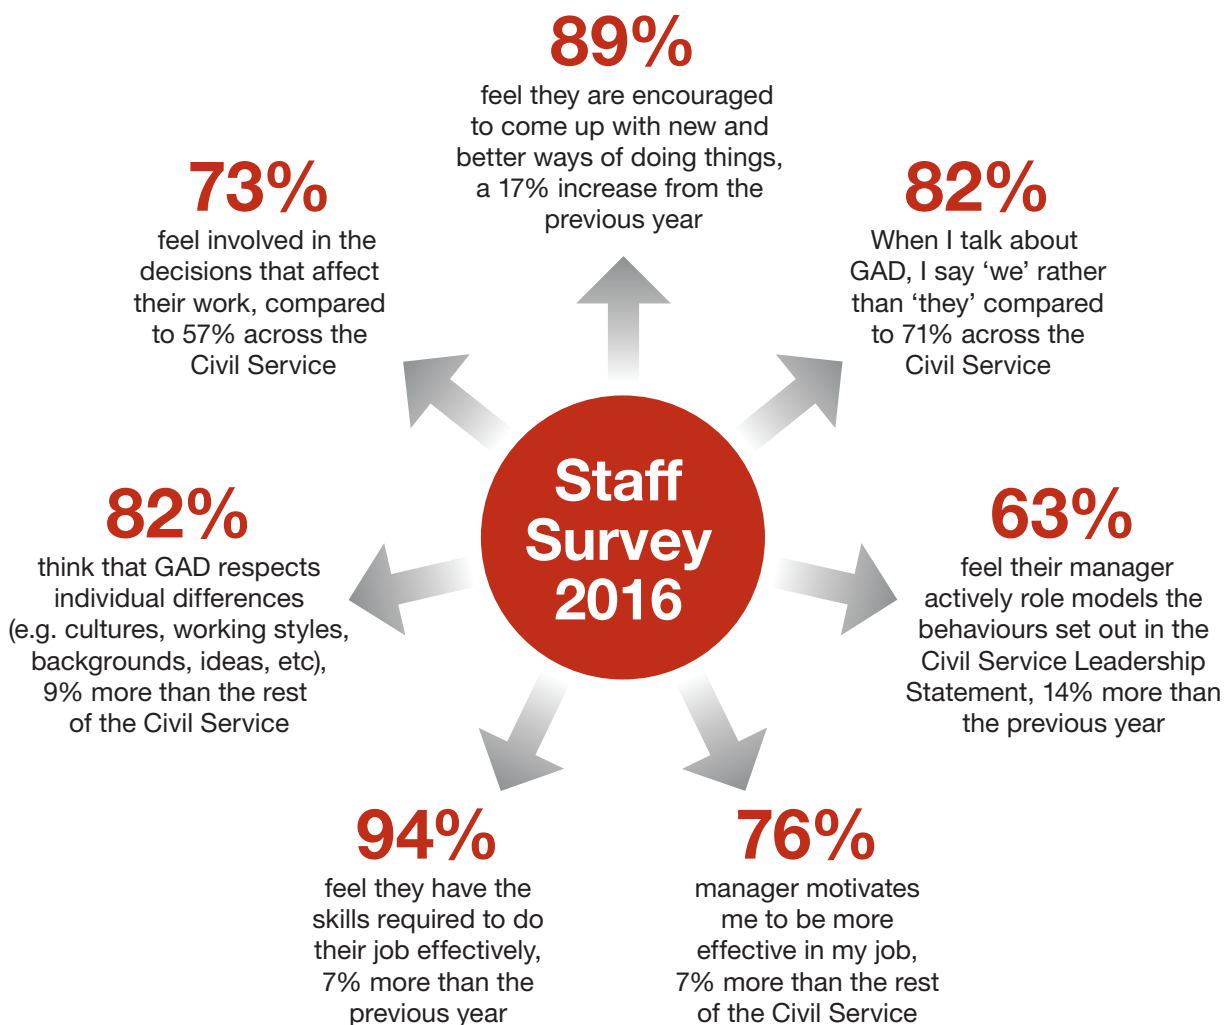 89%
feel they are encouraged
to come up with new and
better ways of doing things,
a 17% increase from the
previous year
73%
feel involved in the
decisions that affect
their work, compared
to 57% across the
Civil Service
82%
When I talk about
GAD, I say ‘we’ rather
than ‘they’ compared
to 71% across the
Civil Service
Staff
Survey
2016
82%
think that GAD respects
individual differences
(e.g. cultures, working styles,
backgrounds, ideas, etc),
9% more than the rest
of the Civil Service
63%
feel their manager
actively role models the
behaviours set out in the
Civil Service Leadership
Statement, 14% more than
the previous year
94%
feel they have the
skills required to do
their job effectively,
7% more than the
previous year
76%
manager motivates
me to be more
effective in my job,
7% more than the rest
of the Civil Service